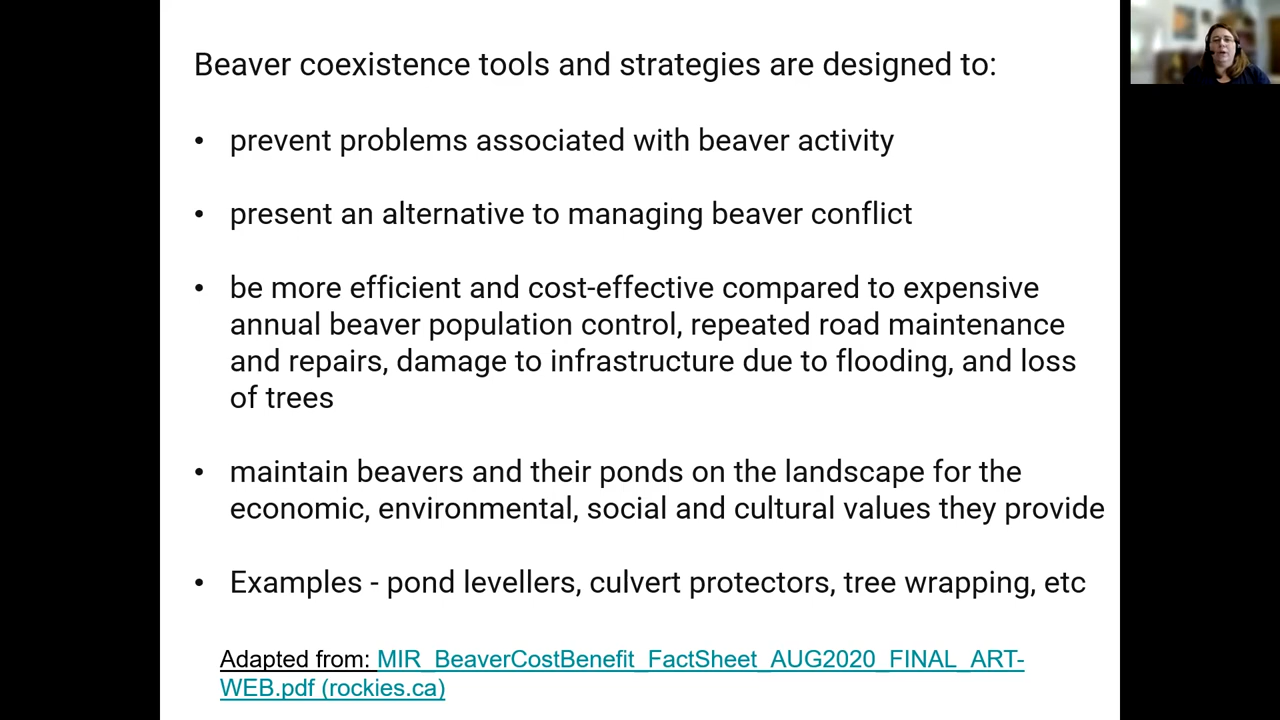 Beaver coexistence tools and strategies are designed to:
• prevent problems associated with beaver activity
• present an alternative to managing beaver conflict
• be more efficient and cost-effective compared to expensive
annual beaver population control, repeated road maintenance
and repairs, damage to infrastructure due to flooding, and loss
of trees
• maintain beavers and their ponds on the landscape for the
economic, environmental, social and cultural values they provide
• Examples - pond levellers, culvert protectors, tree wrapping, etc
Adapted from: MIR_BeaverCostBenefit_FactSheet_AUG2020_FINAL_ART-
WEB.pdf (rockies.ca)